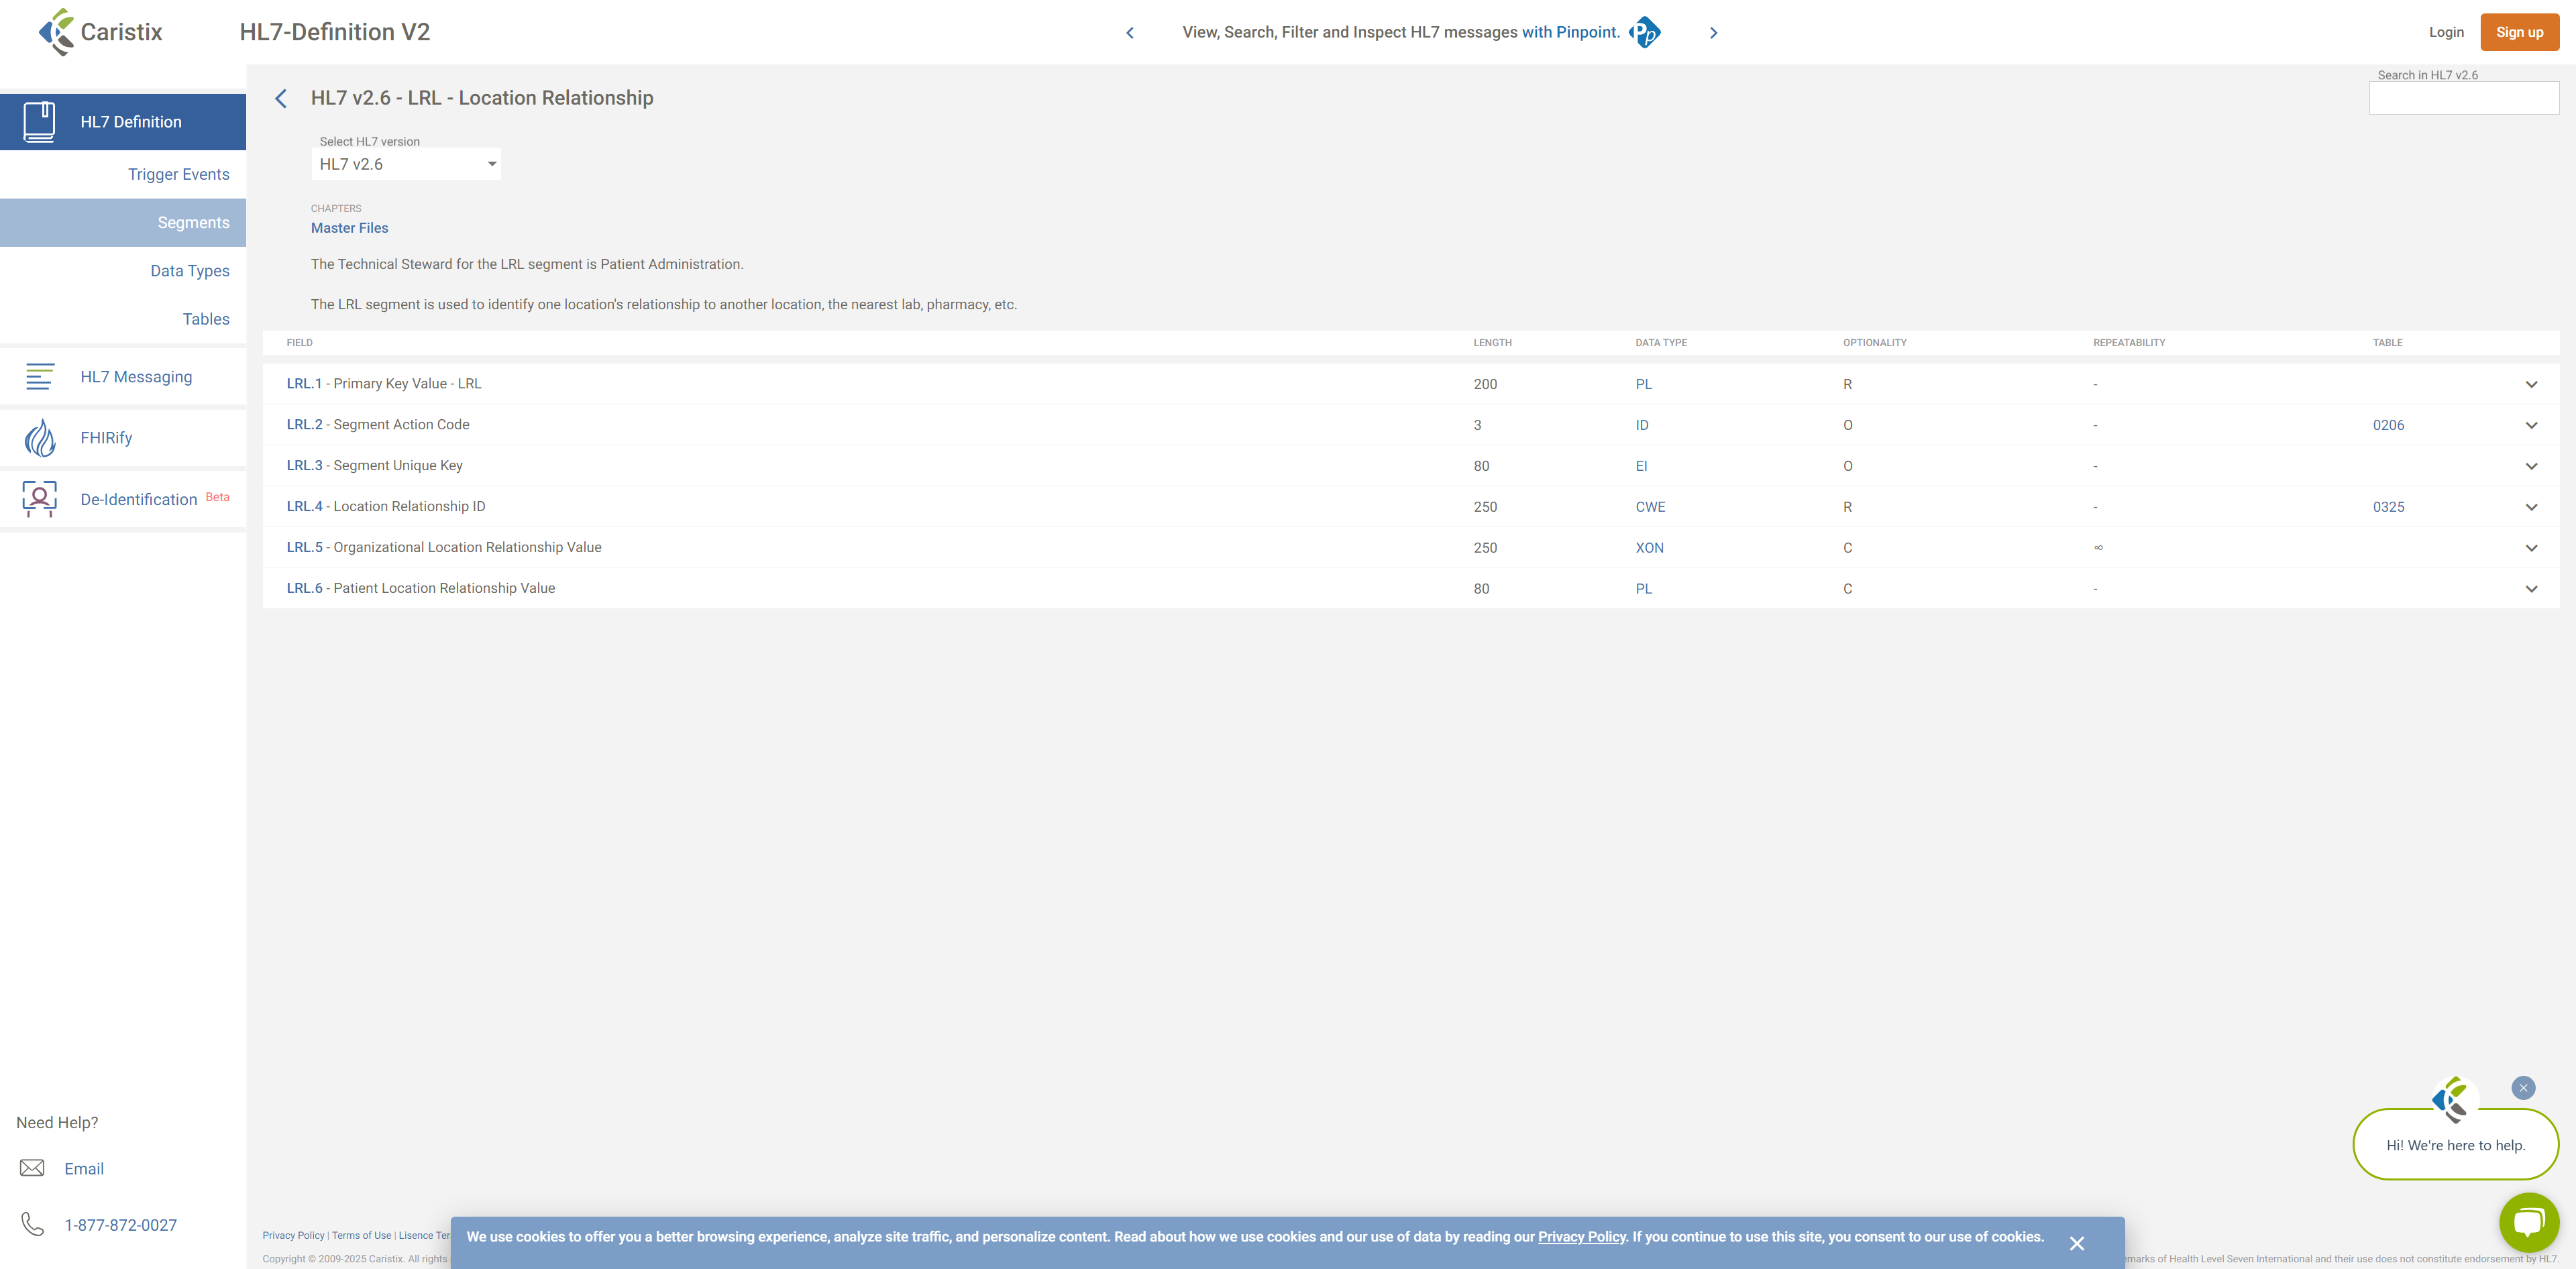 Caristix
HL7-Definition V2
View, Search, Filter and Inspect HL7 messages with Pinpoint.
Pp
Login
Sign up
HL7 Definition
Trigger Events
Segments
Data Types
Tables
HL7 Messaging
FHIRify
De-Identification Beta
Need Help?
Email
1-877-872-0027
HL7 v2.6 - LRL - Location Relationship
Search in HL7 v2.6
Select HL7 version
HL7 v2.6
CHAPTERS
Master Files
The Technical Steward for the LRL segment is Patient Administration.
The LRL segment is used to identify one location's relationship to another location, the nearest lab, pharmacy, etc.
FIELD LENGTH DATA TYPE OPTIONALITY REPEATABILITY TABLE
LRL.1 - Primary Key Value - LRL 200 PL R -
LRL.2 - Segment Action Code 3 ID O - 0206
LRL.3 - Segment Unique Key 80 EI O -
LRL.4 - Location Relationship ID 250 CWE R - 0325
LRL.5 - Organizational Location Relationship Value 250 XON C ∞
LRL.6 - Patient Location Relationship Value 80 PL C -
Hi! We're here to help.
Privacy Policy | Terms of Use | Lisence Ter
We use cookies to offer you a better browsing experience, analyze site traffic, and personalize content. Read about how we use cookies and our use of data by reading our Privacy Policy. If you continue to use this site, you consent to our use of cookies.
Copyright © 2009-2025 Caristix. All rights
emarks of Health Level Seven International and their use does not constitute endorsement by HL7.